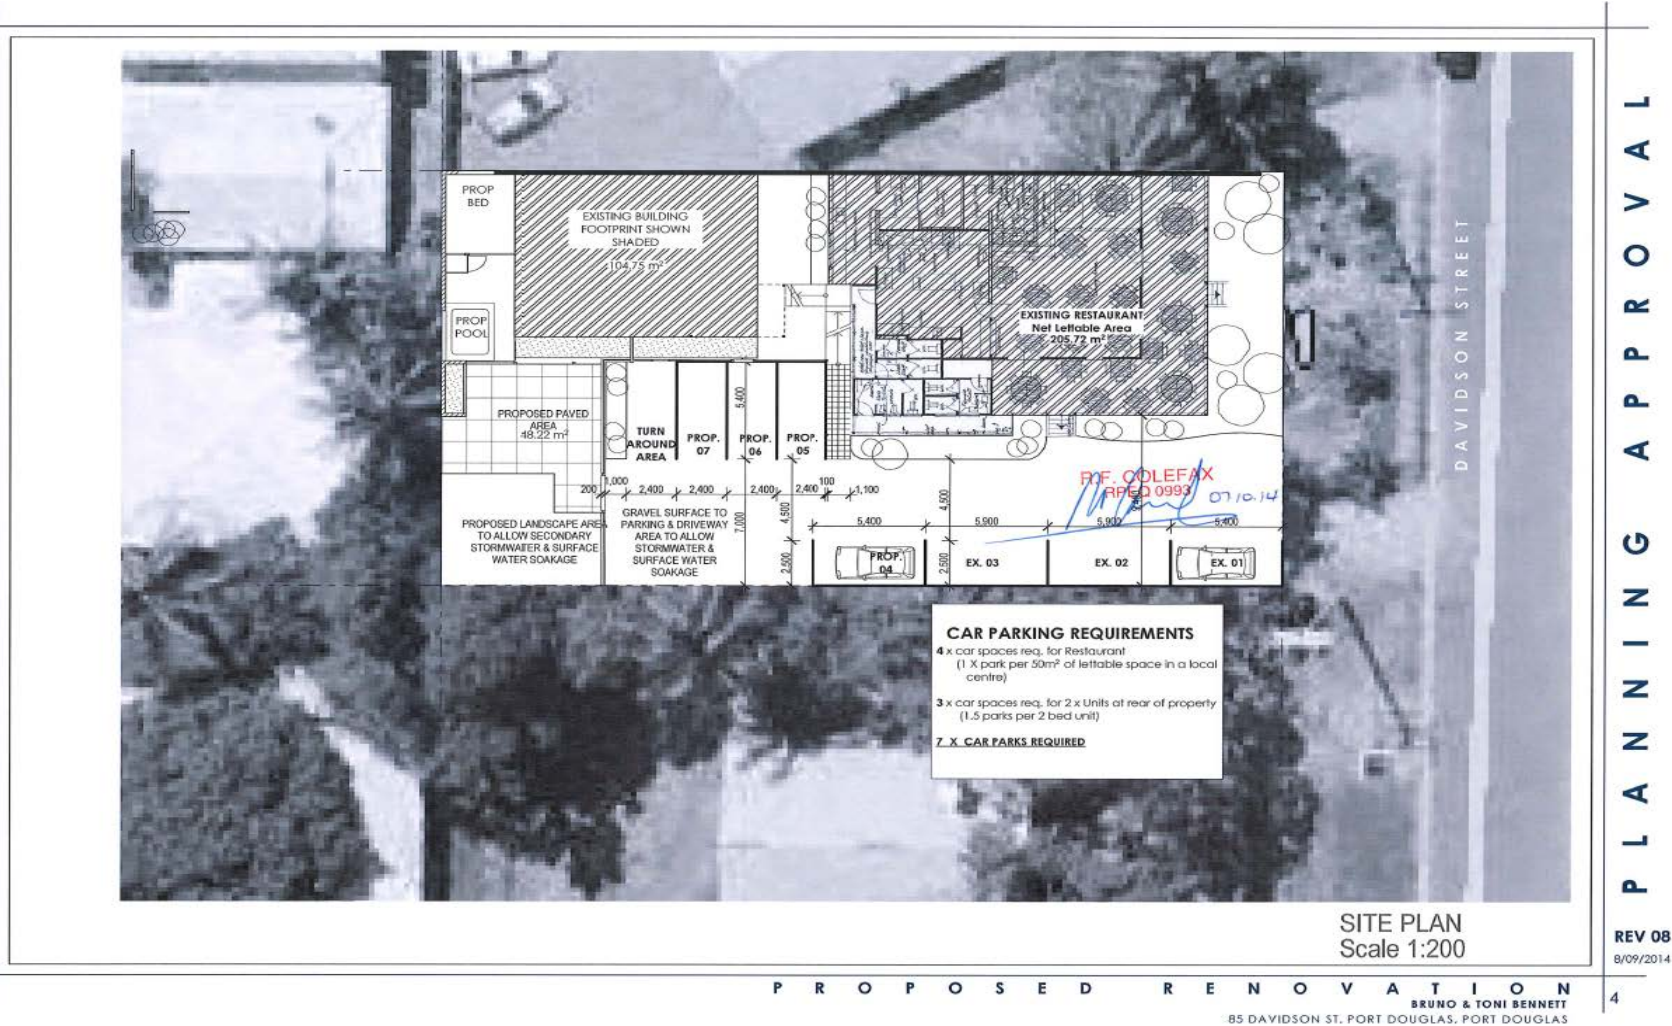 PROP
BED
EXISTING BUILDING
FOOTPRINT SHOWN
SHADED
104.75 m²
PROP
POOL
EXISTING RESTAURANT
Net Lettable Area
205.72 m²
DAVIDSON STREET
PROPOSED PAVED
AREA
48.22 m²
TURN
AROUND
AREA
PROP.
07
PROP.
06
PROP.
05
5,400
200
1,000
2,400
2,400
2,400
2,400
100
1,100
7,000
4,500
2,500
4,500
2,500
R.F. COLEFAX
RPEQ 0993
07.10.14
5,400
5,900
5,900
5,400
PROPOSED LANDSCAPE AREA
TO ALLOW SECONDARY
STORMWATER & SURFACE
WATER SOAKAGE
GRAVEL SURFACE TO
PARKING & DRIVEWAY
AREA TO ALLOW
STORMWATER &
SURFACE WATER
SOAKAGE
PROP.
04
EX. 03
EX. 02
EX. 01
CAR PARKING REQUIREMENTS
4 x car spaces req. for Restaurant
(1 X park per 50m² of lettable space in a local
centre)
3 x car spaces req. for 2 x Units at rear of property
(1.5 parks per 2 bed unit)
7 X CAR PARKS REQUIRED
SITE PLAN
Scale 1:200
PLANNING APPROVAL
REV 08
8/09/2014
4
PROPOSED RENOVATION
BRUNO & TONI BENNETT
85 DAVIDSON ST, PORT DOUGLAS, PORT DOUGLAS